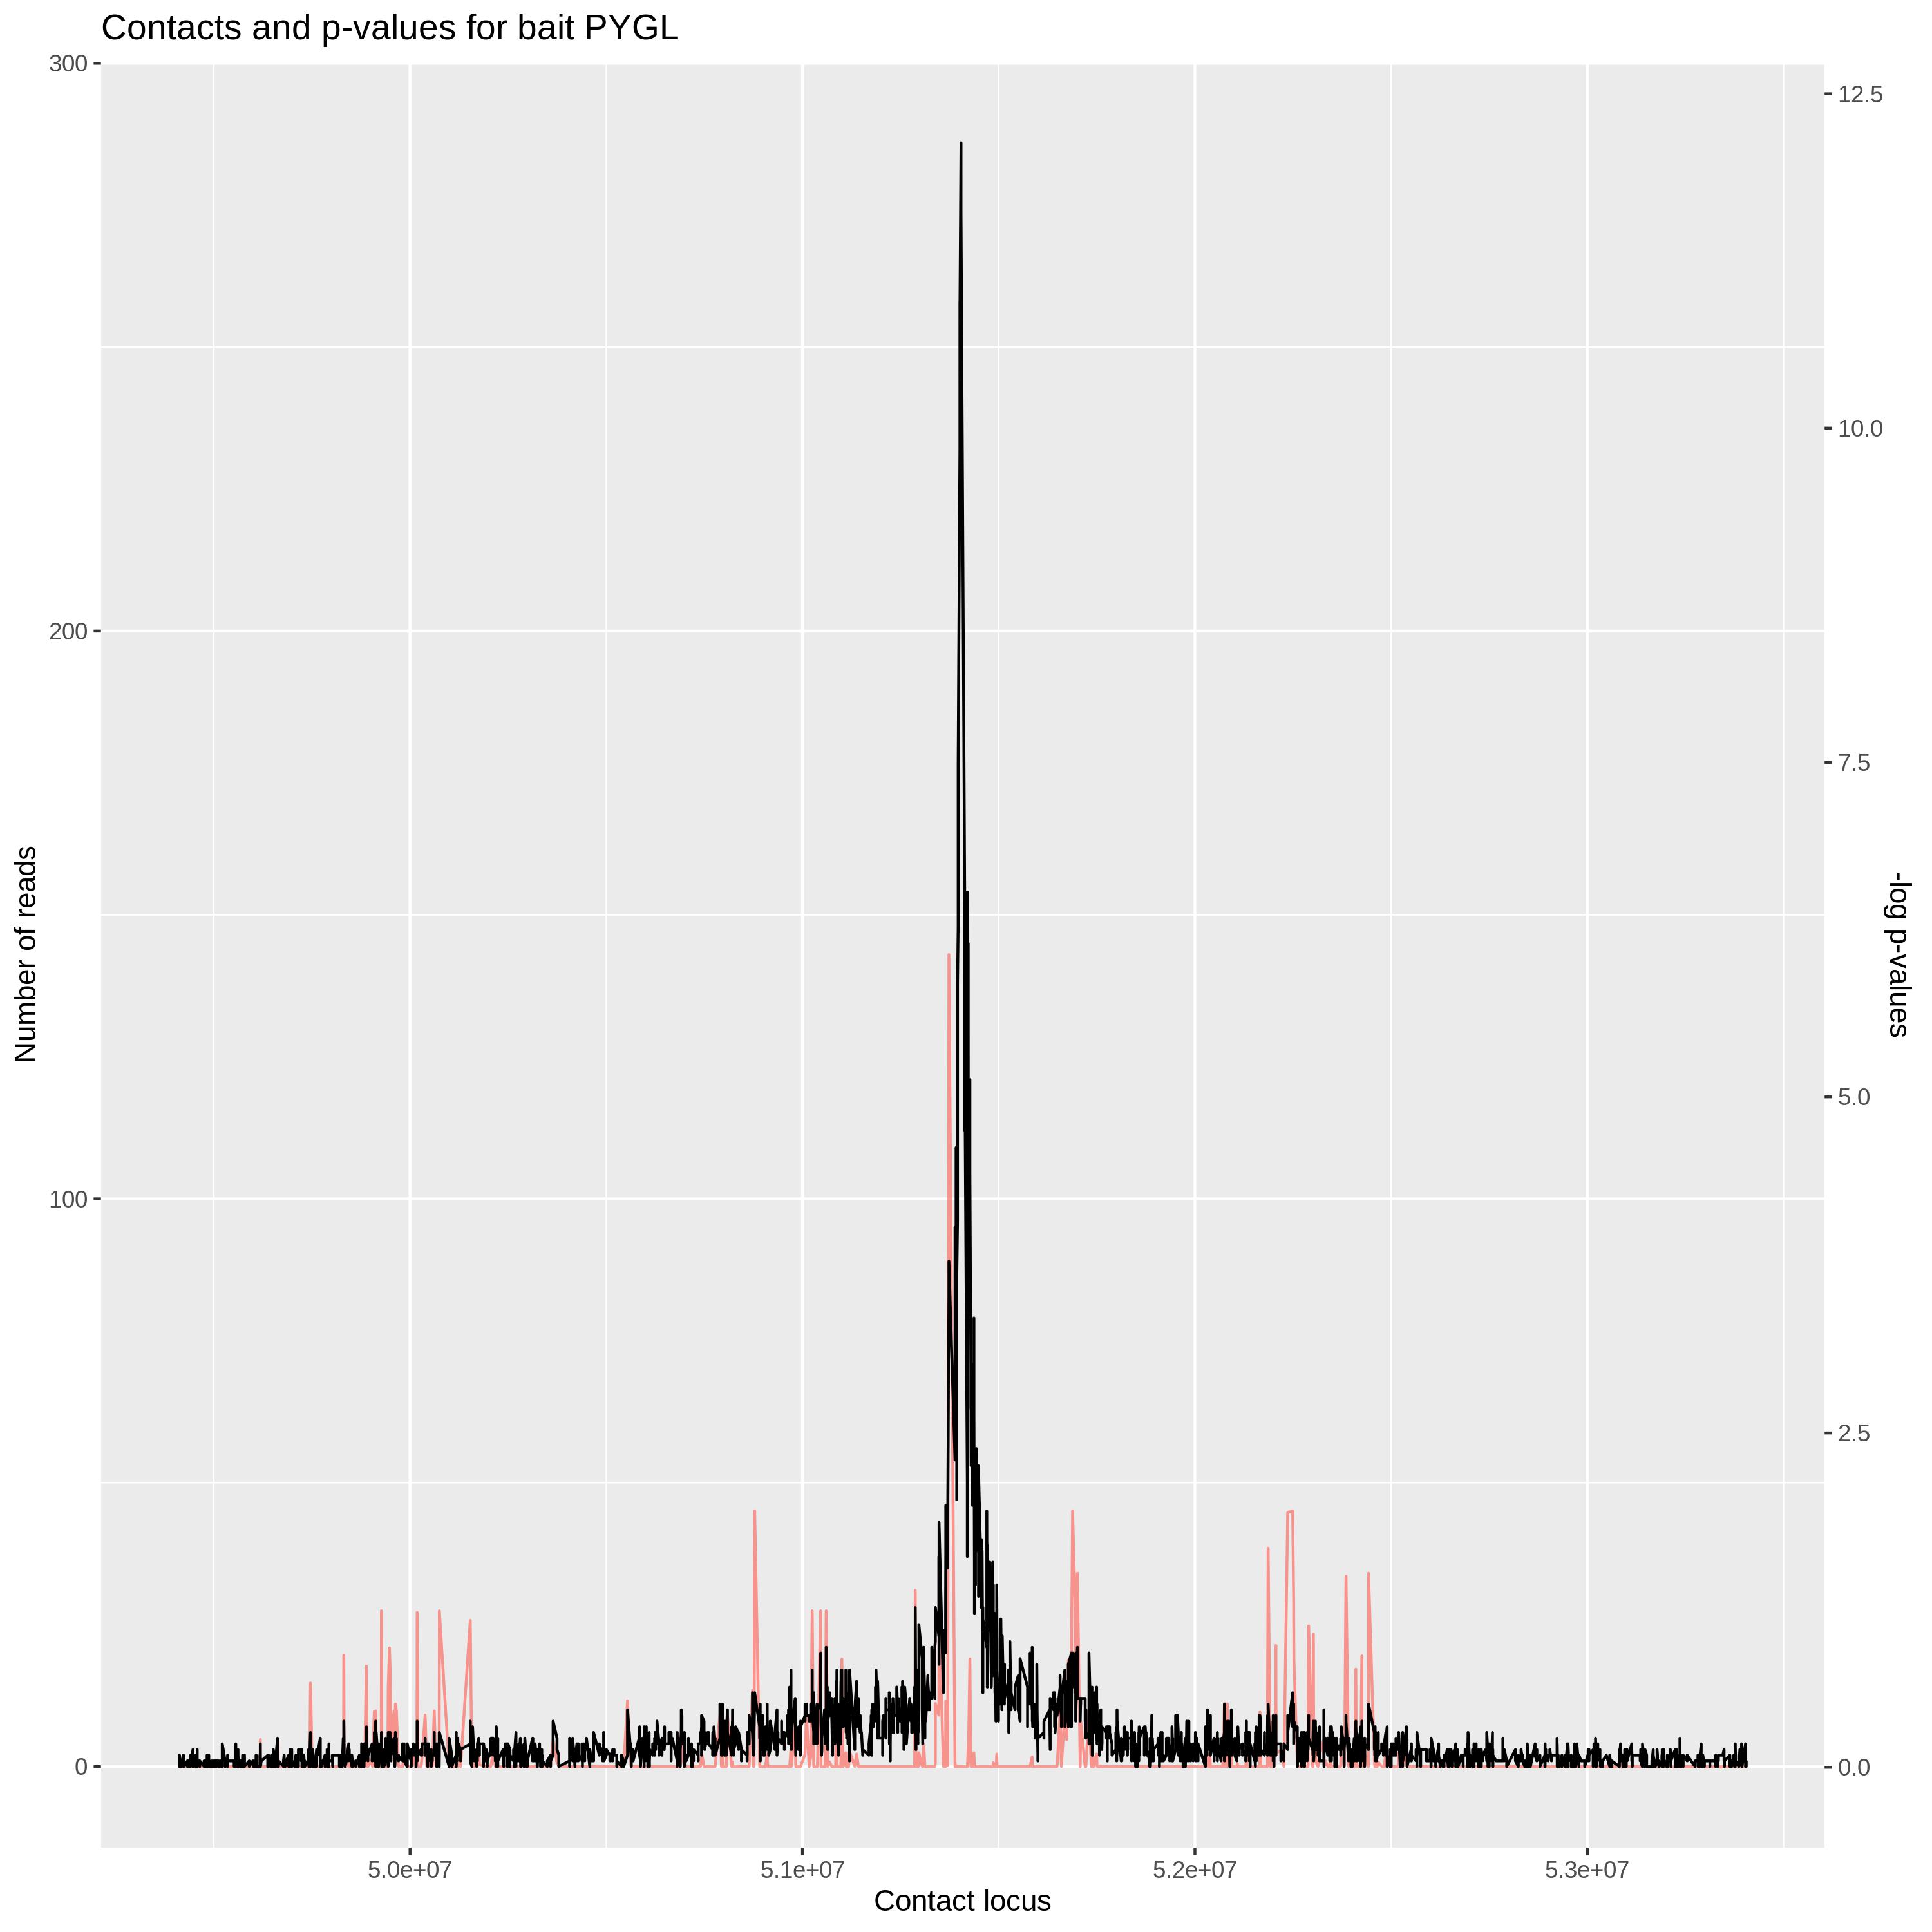 Contacts and p-values for bait PYGL
300
200
100
0
Number of reads
12.5
10.0
7.5
5.0
2.5
0.0
-log p-values
5.0e+07
5.1e+07
5.2e+07
5.3e+07
Contact locus